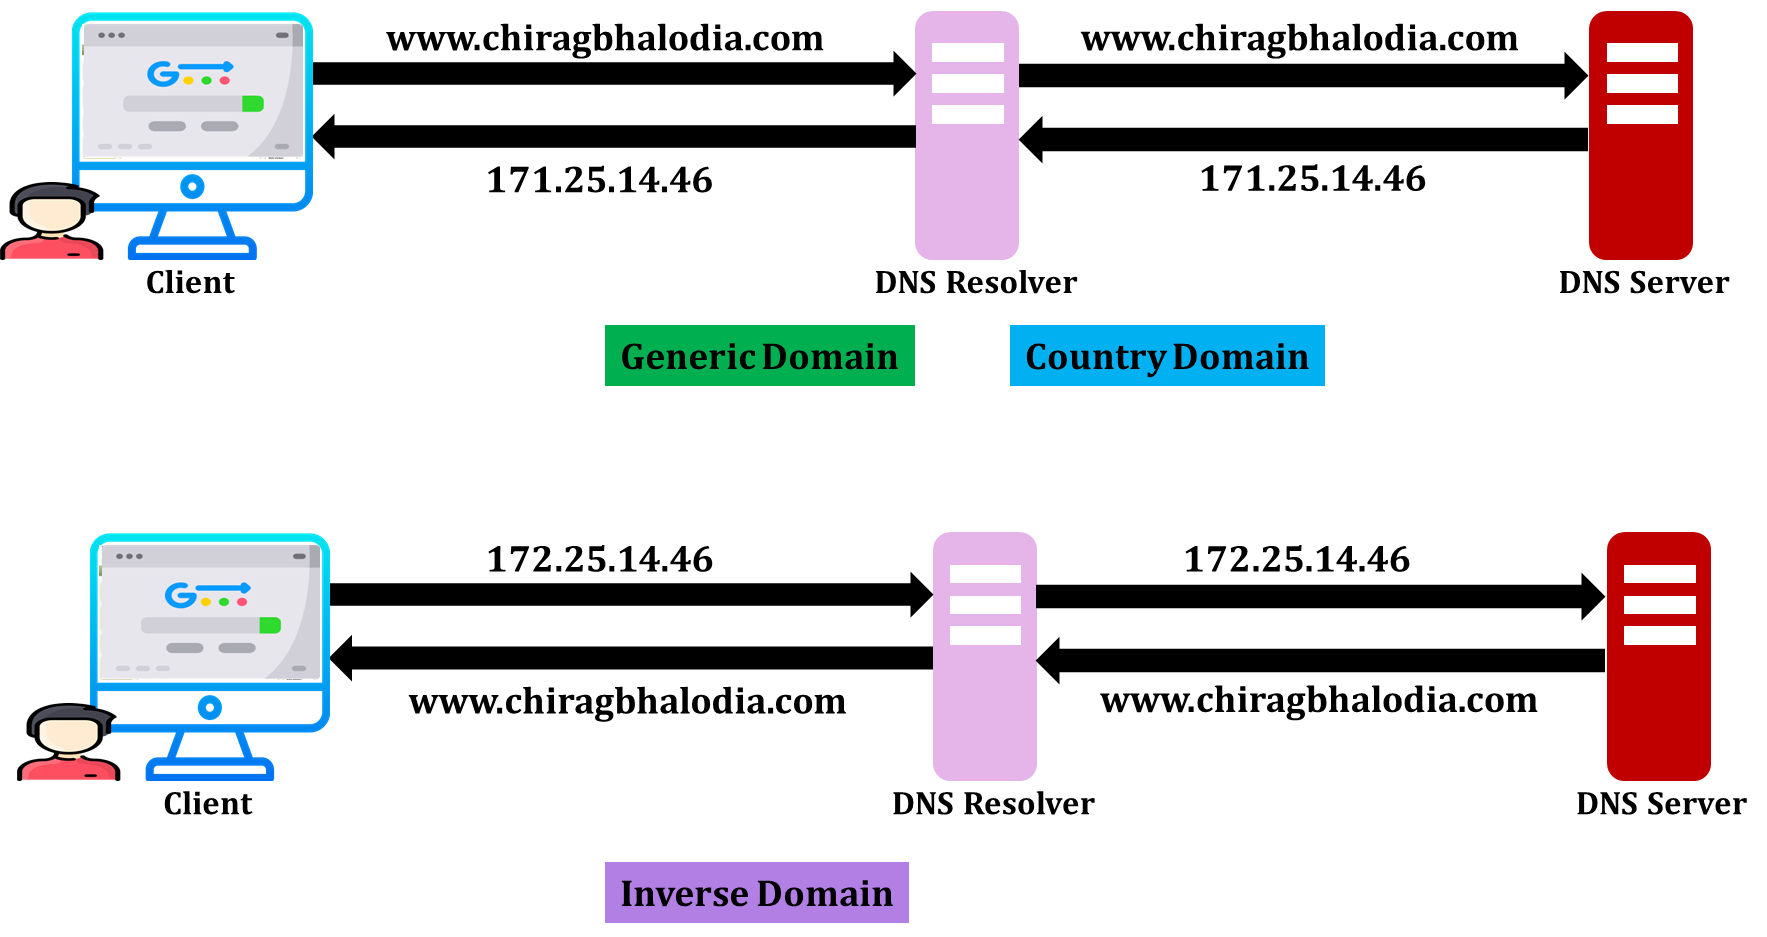 www.chiragbhalodia.com
www.chiragbhalodia.com
171.25.14.46
171.25.14.46
Client
DNS Resolver
DNS Server
Generic Domain
Country Domain
172.25.14.46
172.25.14.46
www.chiragbhalodia.com
www.chiragbhalodia.com
Client
DNS Resolver
DNS Server
Inverse Domain